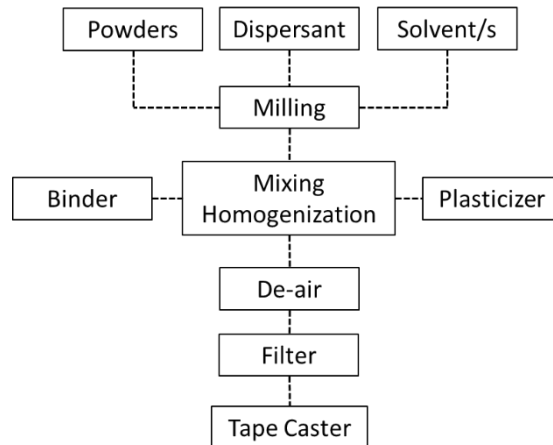 Powders
Dispersant
Solvent/s
Milling
Binder
Mixing
Homogenization
Plasticizer
De-air
Filter
Tape Caster